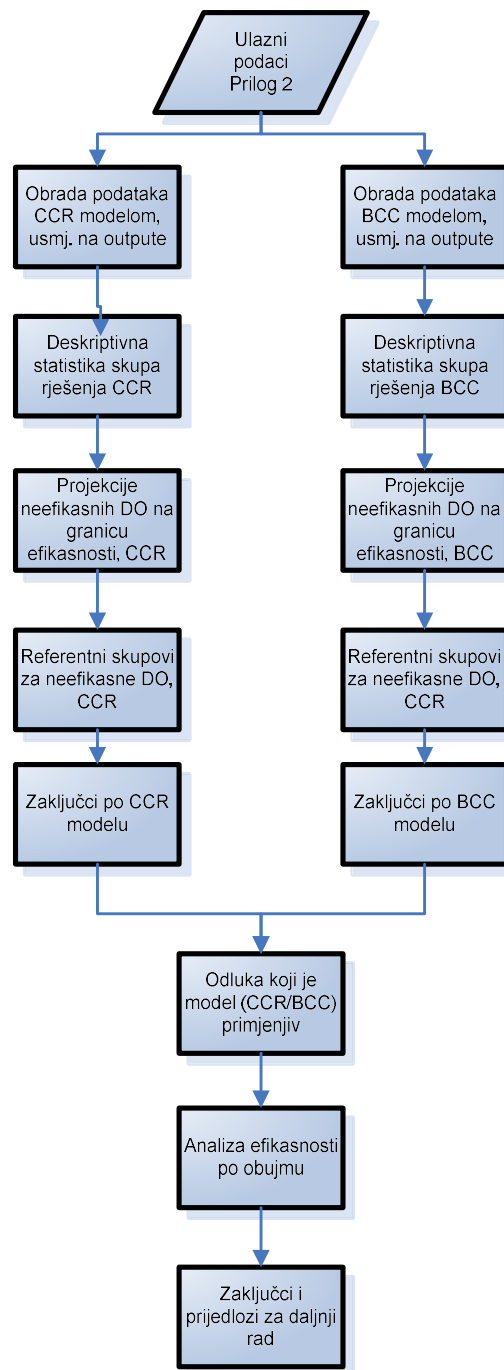 Ulazni
podaci
Prilog 2
Obrada podataka
CCR modelom,
usmj. na outpute
Obrada podataka
BCC modelom,
usmj. na outpute
Deskriptivna
statistika skupa
rješenja CCR
Deskriptivna
statistika skupa
rješenja BCC
Projekcije
neefikasnih DO na
granicu
efikasnosti, CCR
Projekcije
neefikasnih DO na
granicu
efikasnosti, BCC
Referentni skupovi
za neefikasne DO,
CCR
Referentni skupovi
za neefikasne DO,
CCR
Zaključci po CCR
modelu
Zaključci po BCC
modelu
Odluka koji je
model (CCR/BCC)
primjenjiv
Analiza efikasnosti
po obujmu
Zaključci i
prijedlozi za daljnji
rad